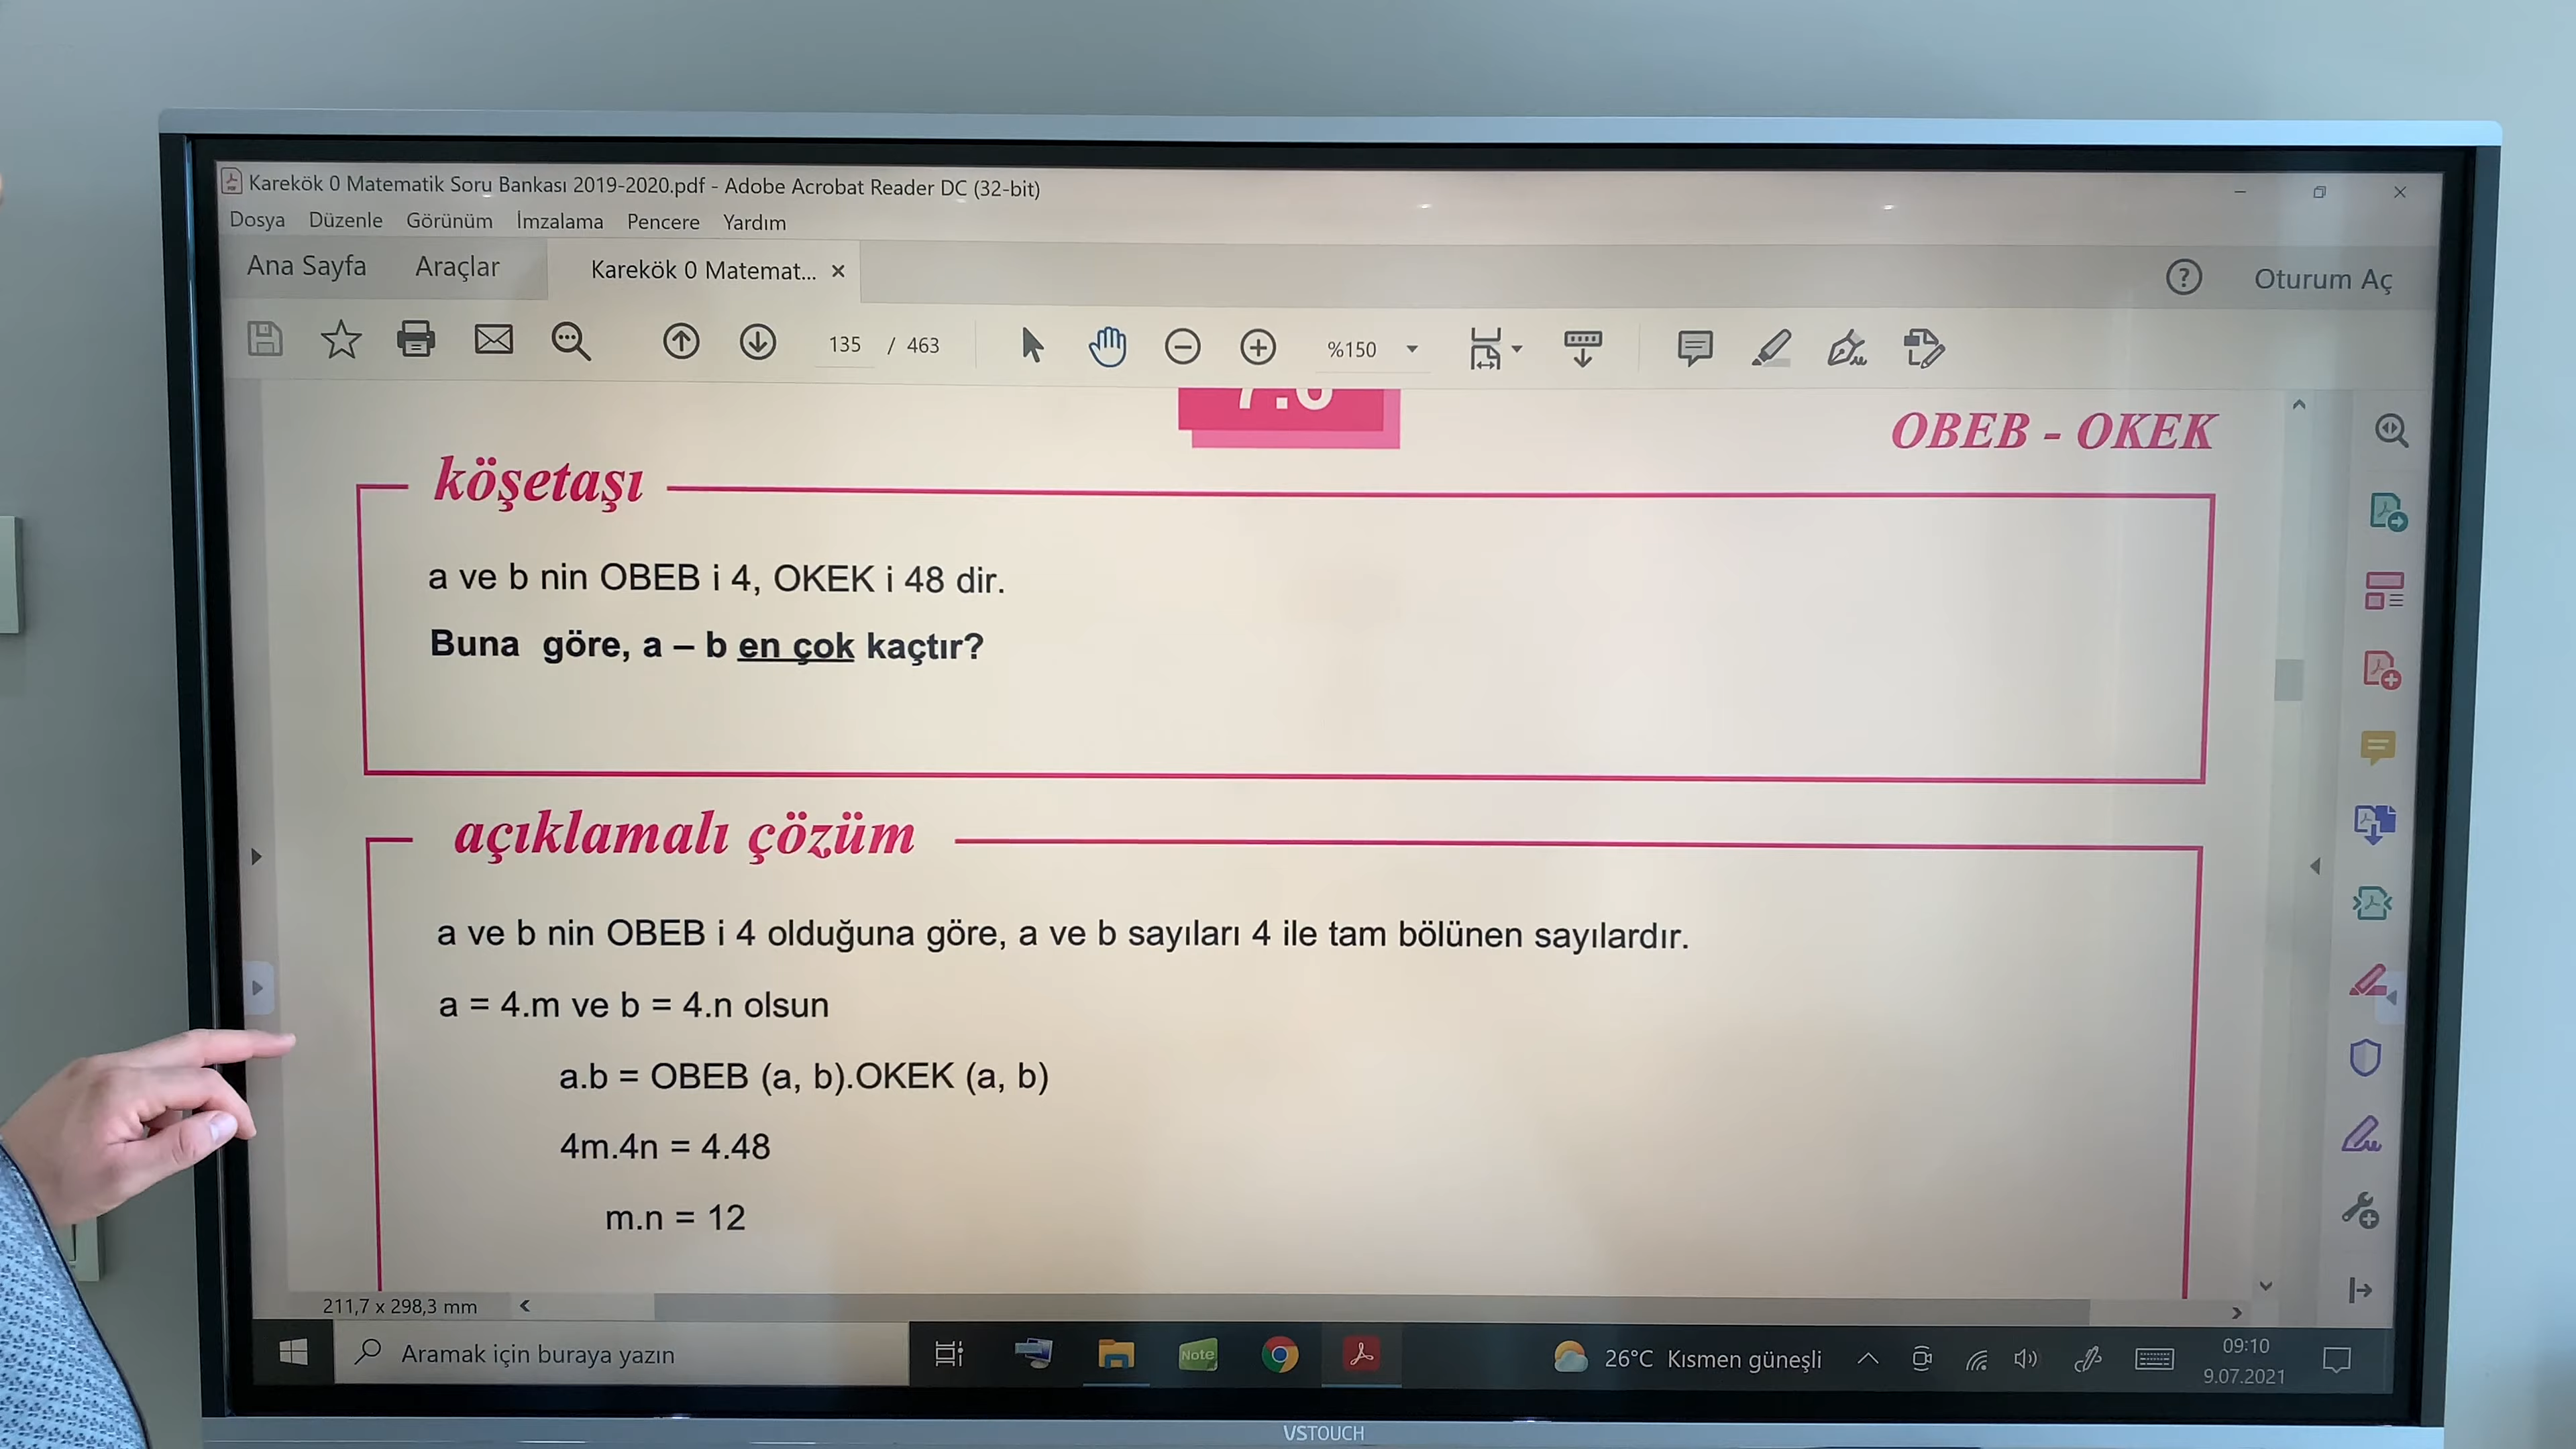 Karekök 0 Matematik Soru Bankası 2019-2020.pdf - Adobe Acrobat Reader DC (32-bit)
Dosya Düzenle Görünüm İmzalama Pencere Yardım
Ana Sayfa Araçlar Karekök 0 Matemat... Oturum Aç
135 / 463 %150
OBEB - OKEK
köşetaşı
a ve b nin OBEB i 4, OKEK i 48 dir.
Buna göre, a – b en çok kaçtır?
açıklamalı çözüm
a ve b nin OBEB i 4 olduğuna göre, a ve b sayıları 4 ile tam bölünen sayılardır.
a = 4.m ve b = 4.n olsun
a.b = OBEB (a, b).OKEK (a, b)
4m.4n = 4.48
m.n = 12
211,7 x 298,3 mm
Aramak için buraya yazın
Note
26°C Kısmen güneşli
09:10
9.07.2021
VSTOUCH